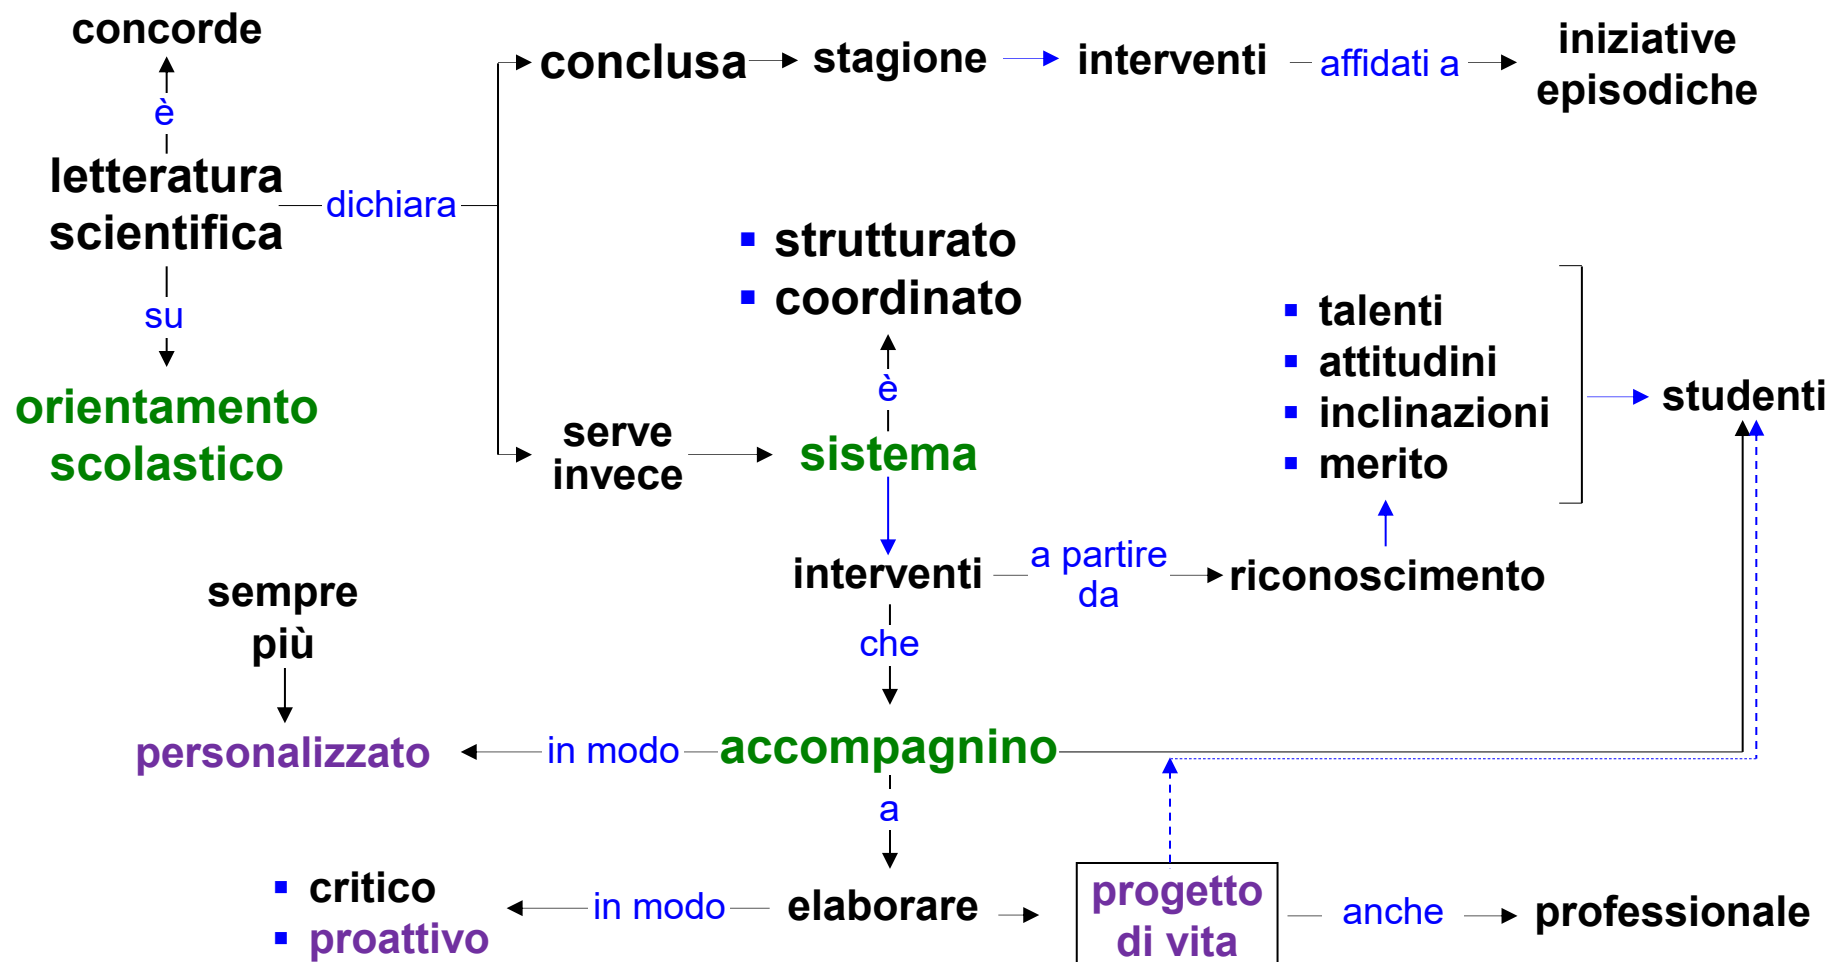 concorde
è
letteratura
scientifica
su
orientamento
scolastico
dichiara
conclusa
stagione
interventi
affidati a
iniziative
episodiche
serve
invece
sistema
è
▪ strutturato
▪ coordinato
interventi
a partire
da
riconoscimento
▪ talenti
▪ attitudini
▪ inclinazioni
▪ merito
studenti
che
accompagnino
in modo
personalizzato
sempre
più
a
elaborare
in modo
▪ critico
▪ proattivo
progetto
di vita
anche
professionale